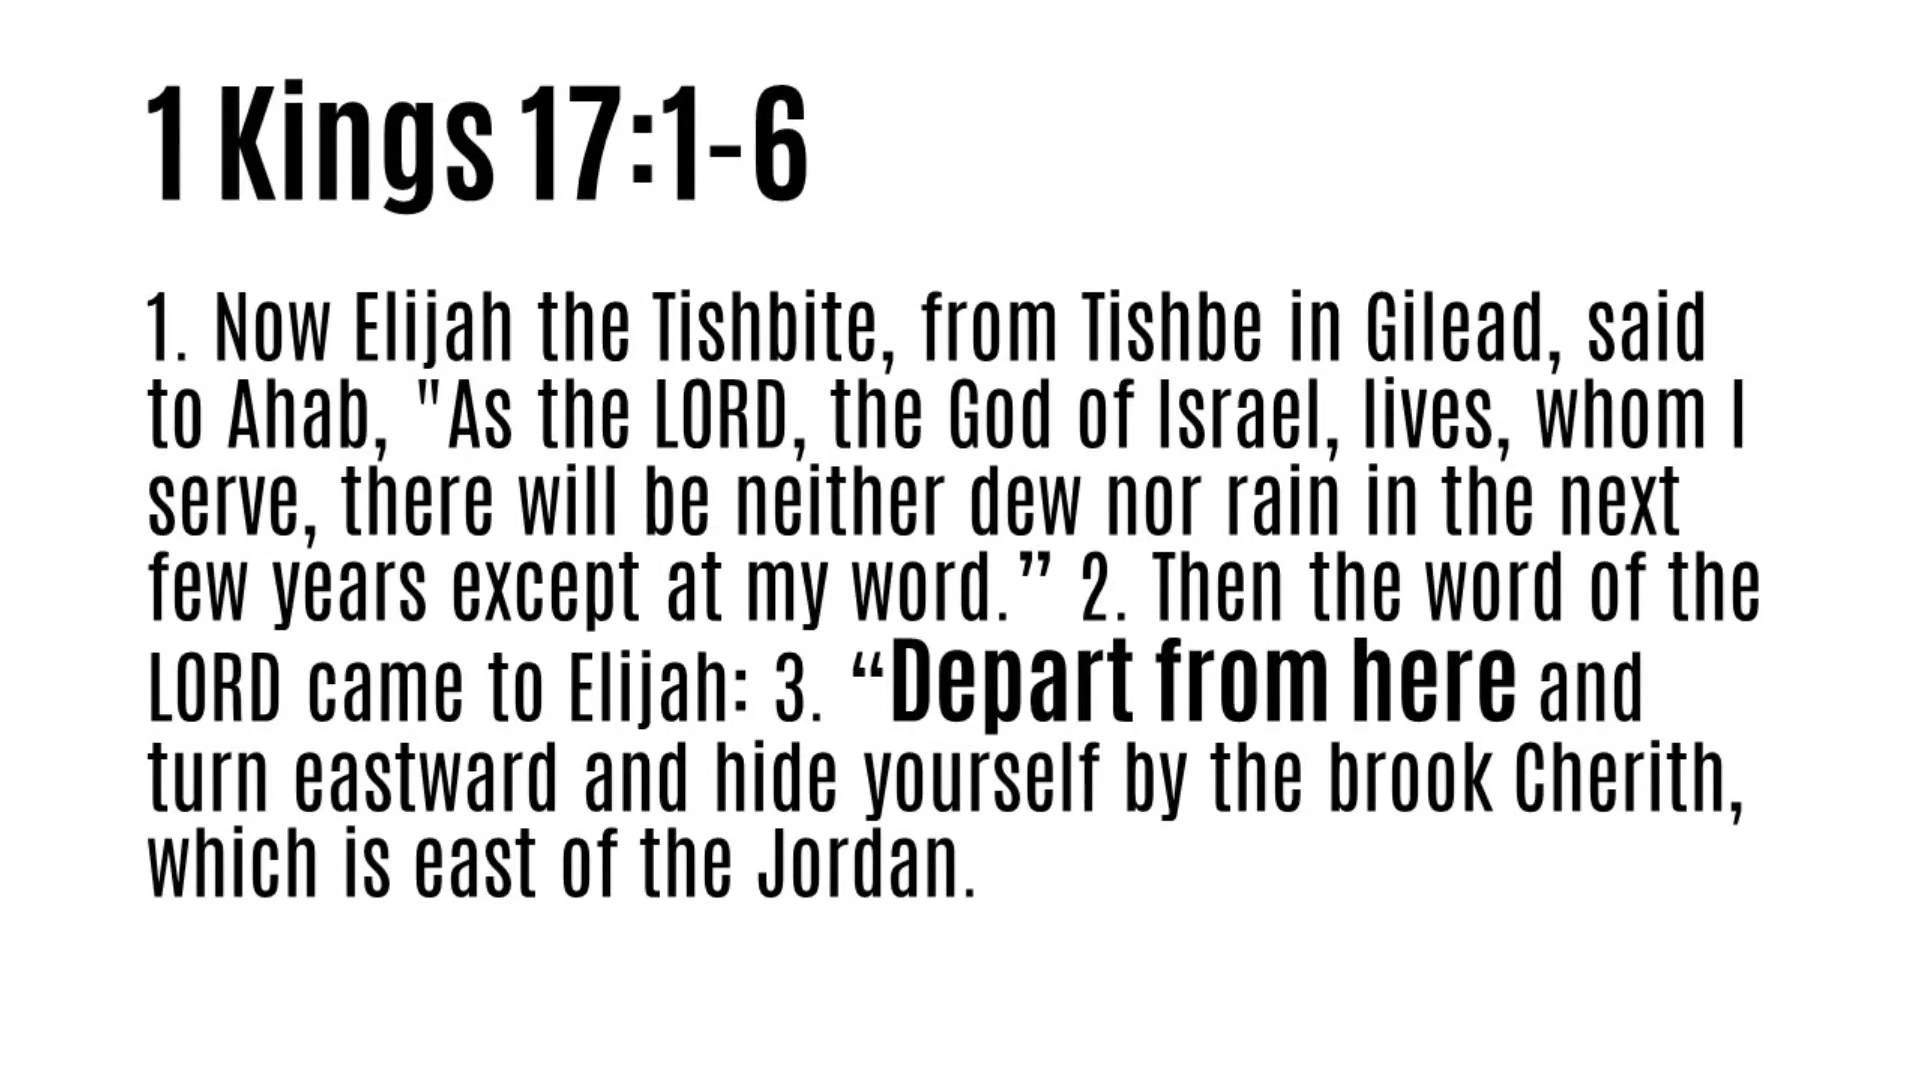 1 Kings 17:1-6
1. Now Elijah the Tishbite, from Tishbe in Gilead, said
to Ahab, "As the LORD, the God of Israel, lives, whom I
serve, there will be neither dew nor rain in the next
few years except at my word.” 2. Then the word of the
LORD came to Elijah: 3. “Depart from here and
turn eastward and hide yourself by the brook Cherith,
which is east of the Jordan.